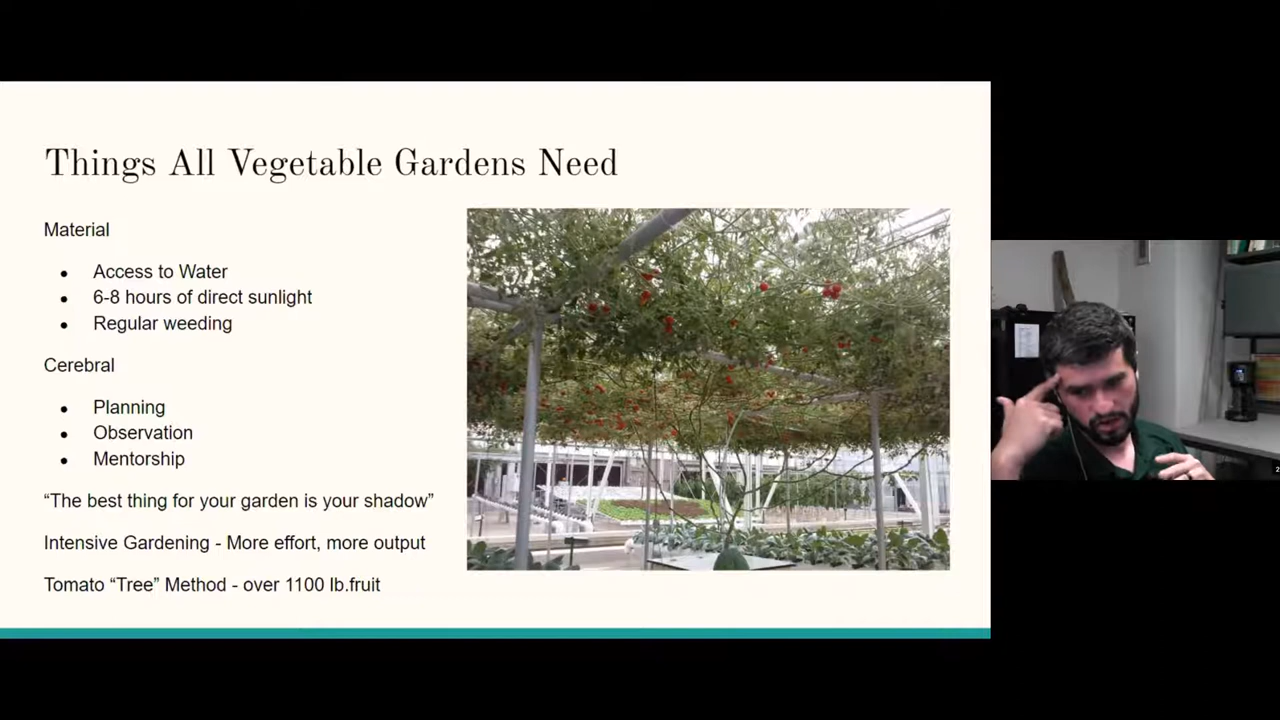 Things All Vegetable Gardens Need
Material
● Access to Water
● 6-8 hours of direct sunlight
● Regular weeding
Cerebral
● Planning
● Observation
● Mentorship
“The best thing for your garden is your shadow”
Intensive Gardening - More effort, more output
Tomato “Tree” Method - over 1100 lb.fruit
2